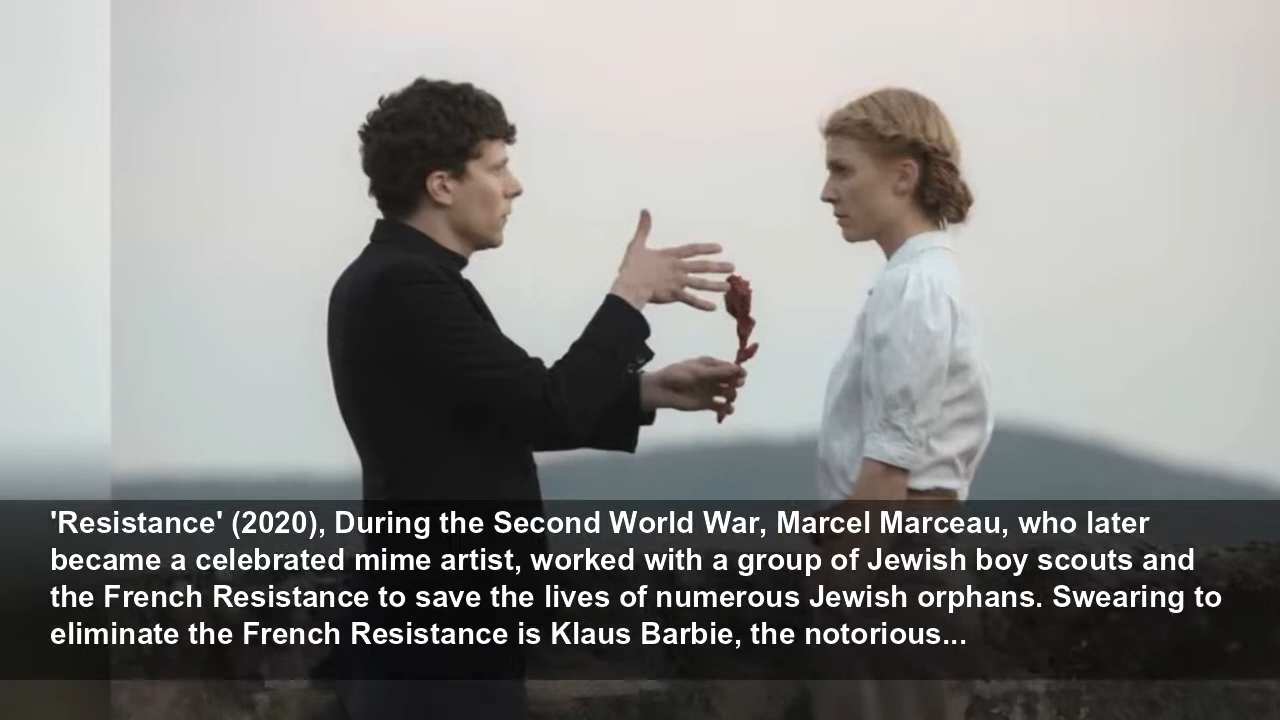 'Resistance' (2020), During the Second World War, Marcel Marceau, who later
became a celebrated mime artist, worked with a group of Jewish boy scouts and
the French Resistance to save the lives of numerous Jewish orphans. Swearing to
eliminate the French Resistance is Klaus Barbie, the notorious...